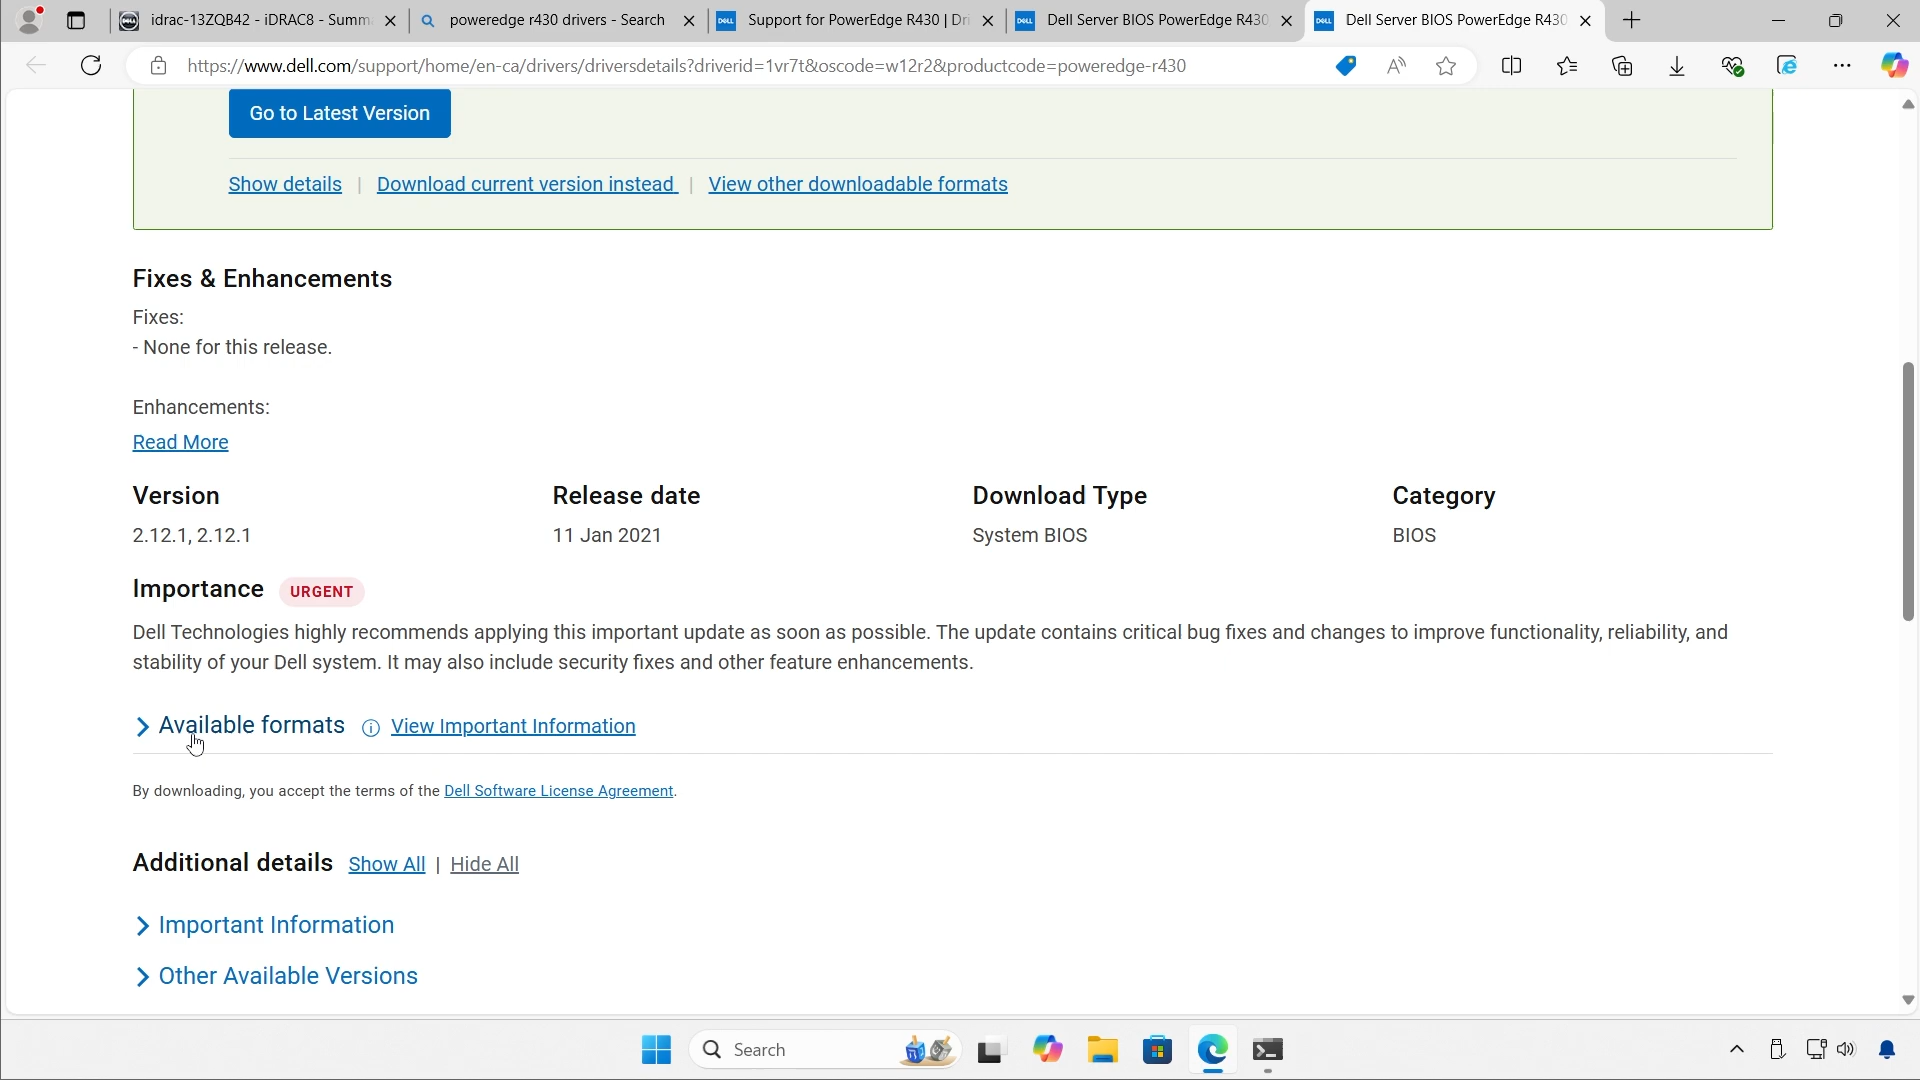 idrac-13ZQB42 - iDRAC8 - Summ
poweredge r430 drivers - Search
Support for PowerEdge R430 | Dri
Dell Server BIOS PowerEdge R430
Dell Server BIOS PowerEdge R430
https://www.dell.com/support/home/en-ca/drivers/driversdetails?driverid=1vr7t&oscode=w12r2&productcode=poweredge-r430
Go to Latest Version
Show details | Download current version instead | View other downloadable formats
Fixes & Enhancements
Fixes:
- None for this release.
Enhancements:
Read More
Version Release date Download Type Category
2.12.1, 2.12.1 11 Jan 2021 System BIOS BIOS
Importance URGENT
Dell Technologies highly recommends applying this important update as soon as possible. The update contains critical bug fixes and changes to improve functionality, reliability, and
stability of your Dell system. It may also include security fixes and other feature enhancements.
Available formats View Important Information
By downloading, you accept the terms of the Dell Software License Agreement.
Additional details Show All | Hide All
Important Information
Other Available Versions
Search